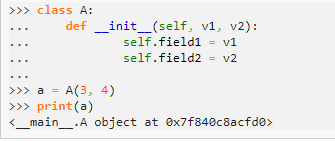 >>> class A:
...     def __init__(self, v1, v2):
...             self.field1 = v1
...             self.field2 = v2
...
>>> a = A(3, 4)
>>> print(a)
<__main__.A object at 0x7f840c8acfd0>